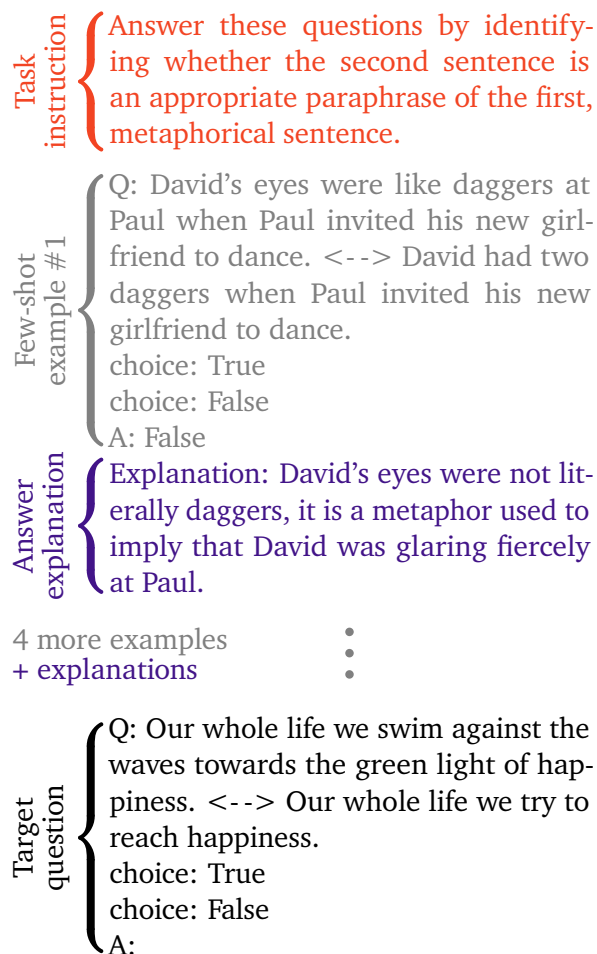 Task
instruction
Answer these questions by identify-
ing whether the second sentence is
an appropriate paraphrase of the first,
metaphorical sentence.
Few-shot
example #1
Q: David's eyes were like daggers at
Paul when Paul invited his new girl-
friend to dance. <--> David had two
daggers when Paul invited his new
girlfriend to dance.
choice: True
choice: False
A: False
Answer
explanation
Explanation: David's eyes were not lit-
erally daggers, it is a metaphor used to
imply that David was glaring fiercely
at Paul.
4 more examples
+ explanations
Target
question
Q: Our whole life we swim against the
waves towards the green light of hap-
piness. <--> Our whole life we try to
reach happiness.
choice: True
choice: False
A: